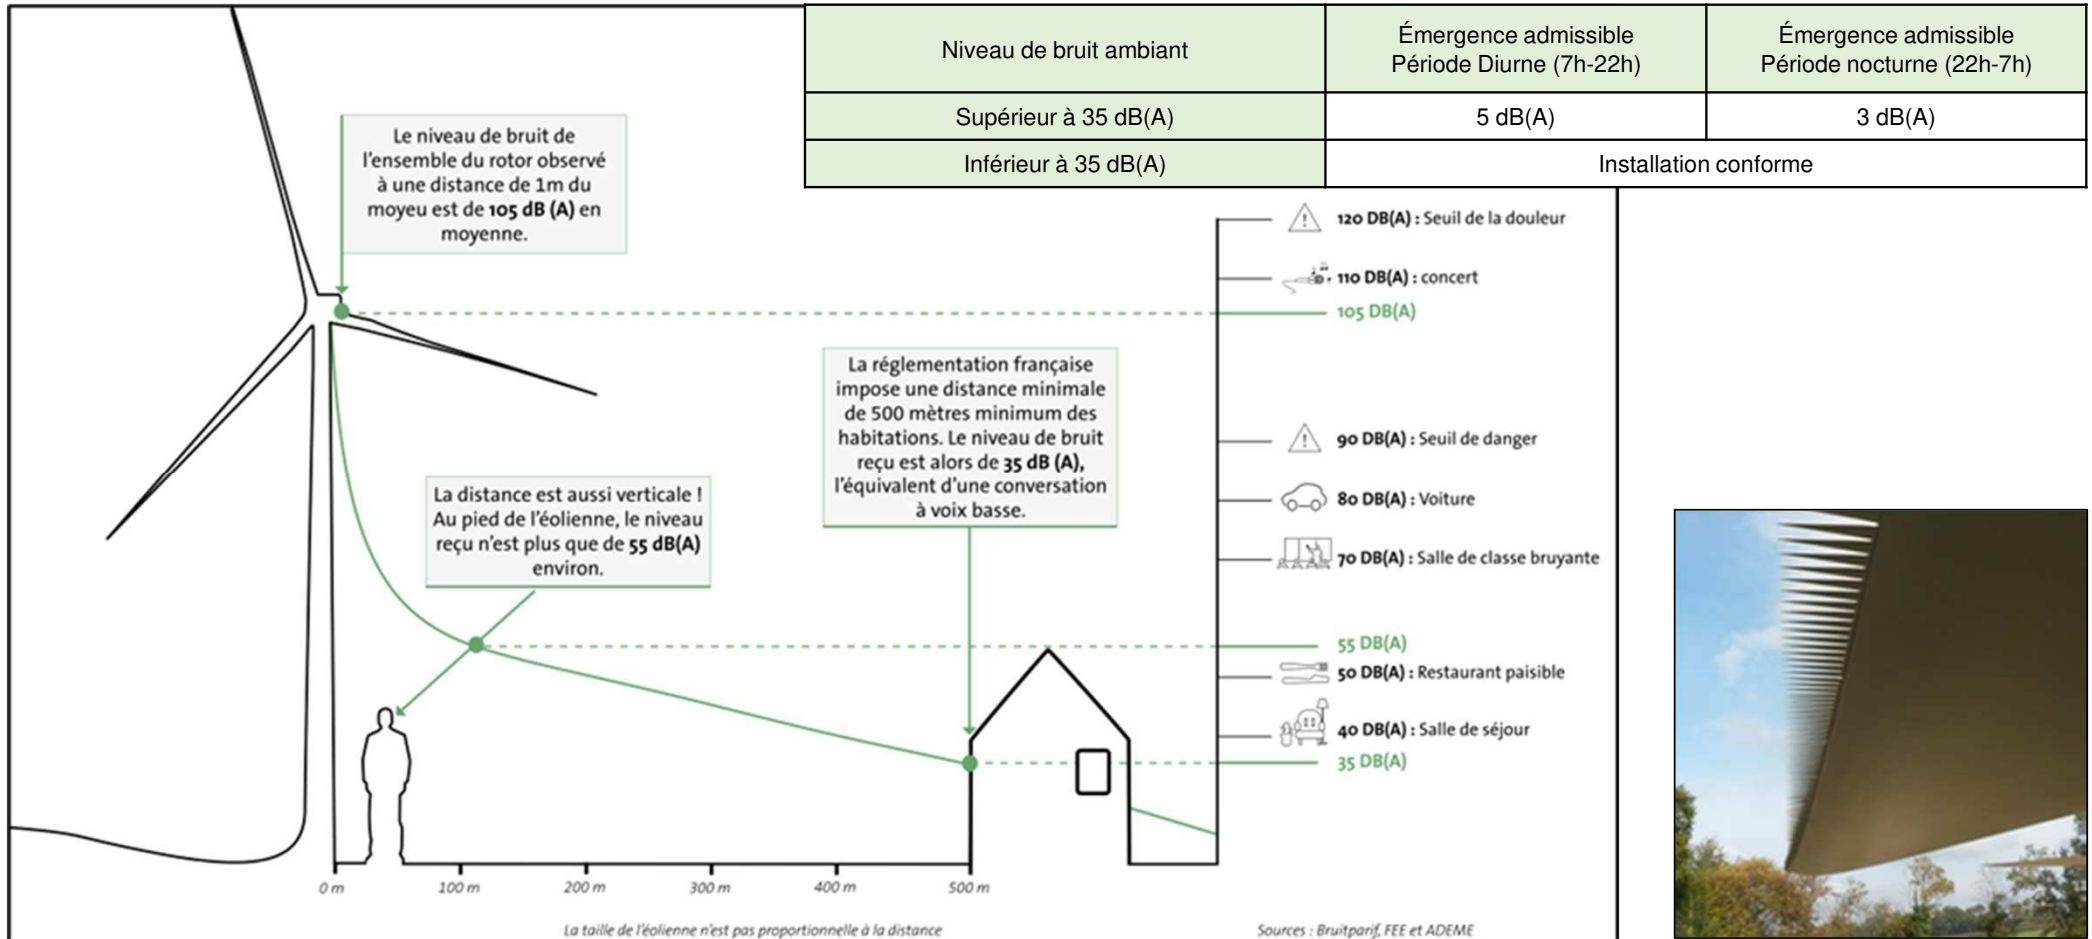 Niveau de bruit ambiant
Émergence admissible
Période Diurne (7h-22h)
Émergence admissible
Période nocturne (22h-7h)
Supérieur à 35 dB(A)
5 dB(A)
3 dB(A)
Inférieur à 35 dB(A)
Installation conforme
Le niveau de bruit de
l'ensemble du rotor observé
à une distance de 1m du
moyeu est de 105 dB (A) en
moyenne.
La distance est aussi verticale !
Au pied de l'éolienne, le niveau
reçu n'est plus que de 55 dB(A)
environ.
La réglementation française
impose une distance minimale
de 500 mètres minimum des
habitations. Le niveau de bruit
reçu est alors de 35 dB (A),
l'équivalent d'une conversation
à voix basse.
120 DB(A) : Seuil de la douleur
110 DB(A) : concert
105 DB(A)
90 DB(A) : Seuil de danger
80 DB(A) : Voiture
70 DB(A) : Salle de classe bruyante
55 DB(A)
50 DB(A) : Restaurant paisible
40 DB(A) : Salle de séjour
35 DB(A)
0 m
100 m
200 m
300 m
400 m
500 m
La taille de l'éolienne n'est pas proportionnelle à la distance
Sources : Bruitparif, FEE et ADEME